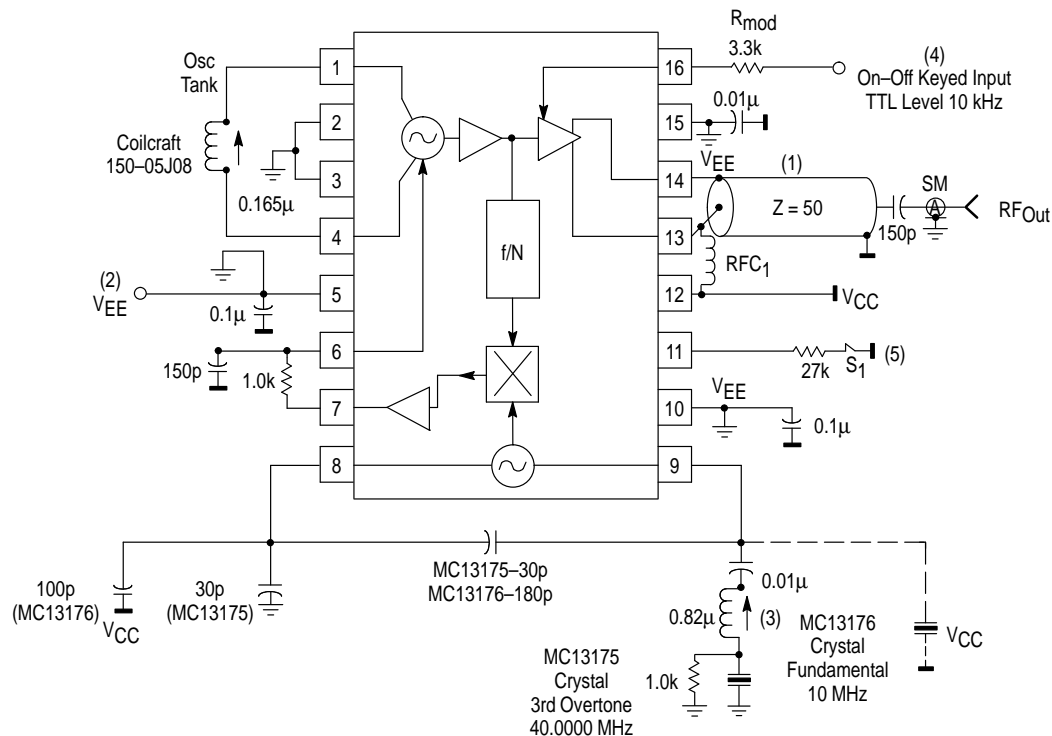 Osc
Tank
Coilcraft
150–05J08
0.165µ
(2)
VEE
0.1µ
150p
1.0k
1
2
3
4
5
6
7
8
f/N
16
15
14
13
12
11
10
9
Rmod
3.3k
(4)
On–Off Keyed Input
TTL Level 10 kHz
0.01µ
VEE
(1)
Z = 50
SM
A
150p
RFOut
RFC1
VCC
27k
S1
(5)
VEE
0.1µ
100p
(MC13176)
VCC
30p
(MC13175)
MC13175–30p
MC13176–180p
0.01µ
0.82µ
(3)
1.0k
MC13175
Crystal
3rd Overtone
40.0000 MHz
MC13176
Crystal
Fundamental
10 MHz
VCC